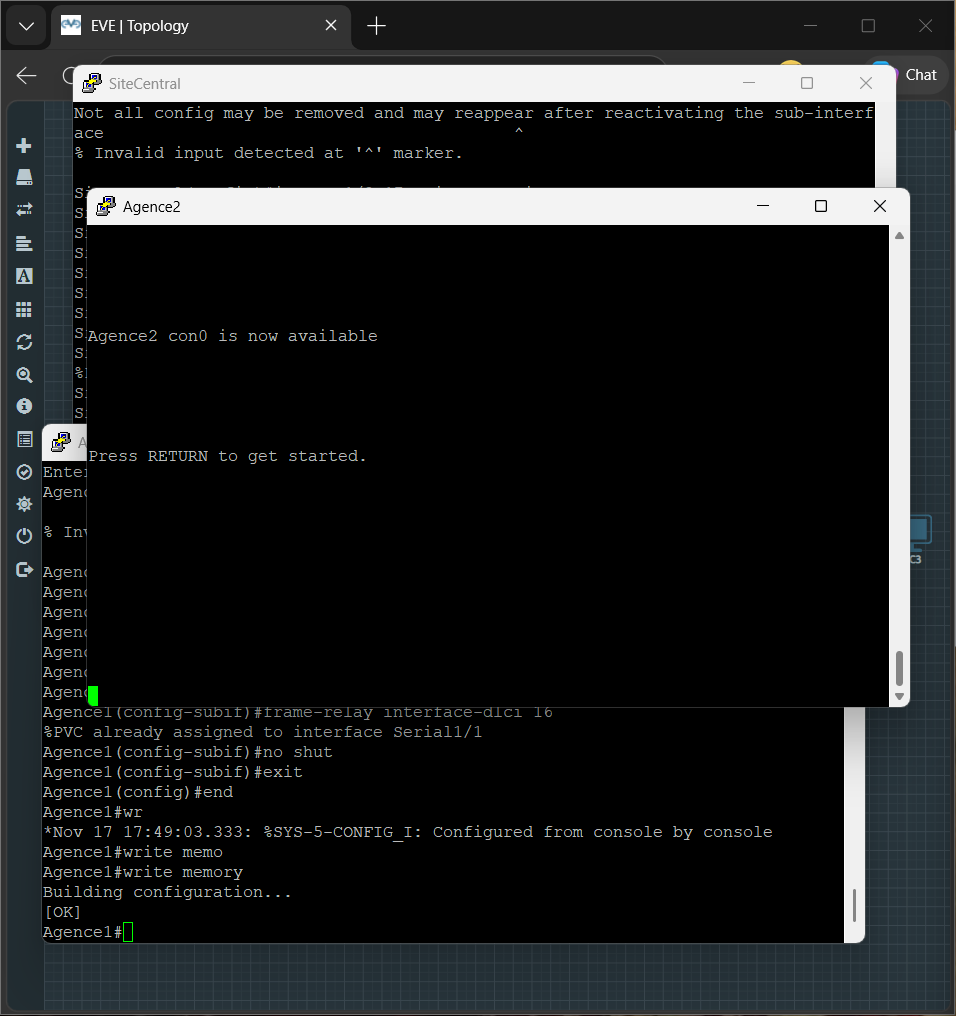 EVE | Topology
Chat
SiteCentral
Not all config may be removed and may reappear after reactivating the sub-interf
ace                                            ^
% Invalid input detected at '^' marker.
Agence2
Agence2 con0 is now available
Press RETURN to get started.
Enter
% Inv
Agence1(config-subif)#frame-relay interface-dlci 16
%PVC already assigned to interface Serial1/1
Agence1(config-subif)#no shut
Agence1(config-subif)#exit
Agence1(config)#end
Agence1#wr
*Nov 17 17:49:03.333: %SYS-5-CONFIG_I: Configured from console by console
Agence1#write memo
Agence1#write memory
Building configuration...
[OK]
Agence1#